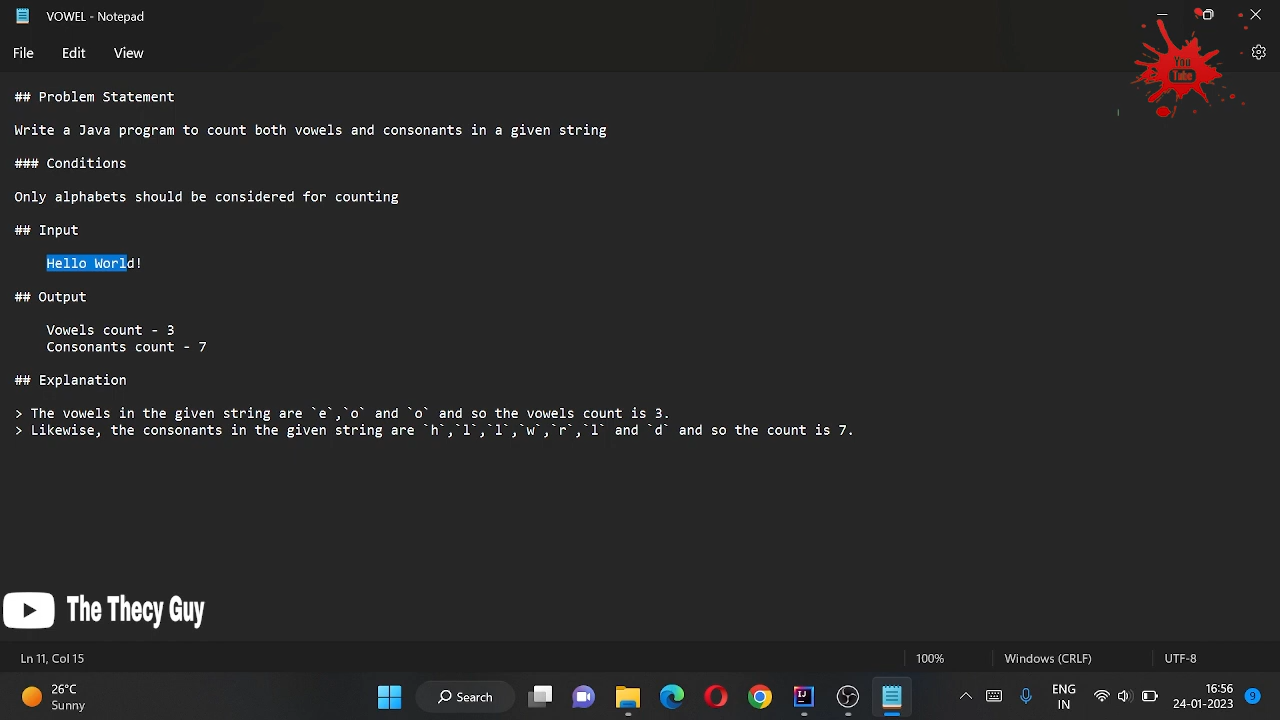 VOWEL - Notepad
File Edit View
You
Tube
## Problem Statement
Write a Java program to count both vowels and consonants in a given string
### Conditions
Only alphabets should be considered for counting
## Input
Hello World!
## Output
Vowels count - 3
Consonants count - 7
## Explanation
> The vowels in the given string are `e`,`o` and `o` and so the vowels count is 3.
> Likewise, the consonants in the given string are `h`,`l`,`l`,`w`,`r`,`l` and `d` and so the count is 7.
The Thecy Guy
Ln 11, Col 15 100% Windows (CRLF) UTF-8
26°C
Sunny
Search
ENG
IN
16:56
24-01-2023
9